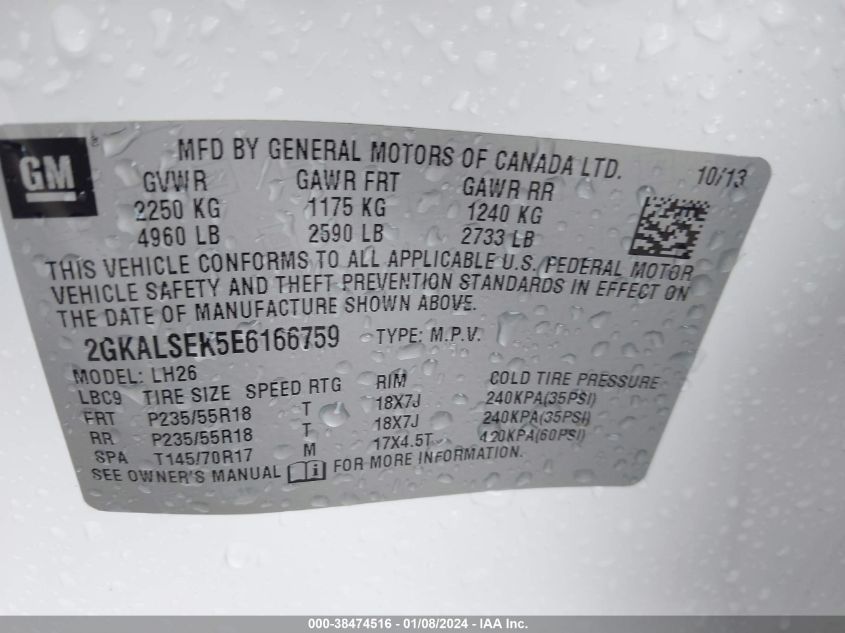 GM
MFD BY GENERAL MOTORS OF CANADA LTD. 10/13
GVWR GAWR FRT GAWR RR
2250 KG 1175 KG 1240 KG
4960 LB 2590 LB 2733 LB
THIS VEHICLE CONFORMS TO ALL APPLICABLE U.S. FEDERAL MOTOR
VEHICLE SAFETY AND THEFT PREVENTION STANDARDS IN EFFECT ON
THE DATE OF MANUFACTURE SHOWN ABOVE.
2GKALSEK5E6166759 TYPE: M.P.V.
MODEL: LH26
LBC9 TIRE SIZE SPEED RTG RIM COLD TIRE PRESSURE
FRT P235/55R18 T 18X7J 240KPA(35PSI)
RR P235/55R18 T 18X7J 240KPA(35PSI)
SPA T145/70R17 M 17X4.5T 420KPA(60PSI)
SEE OWNER'S MANUAL i FOR MORE INFORMATION.
000-38474516 - 01/08/2024 - IAA Inc.